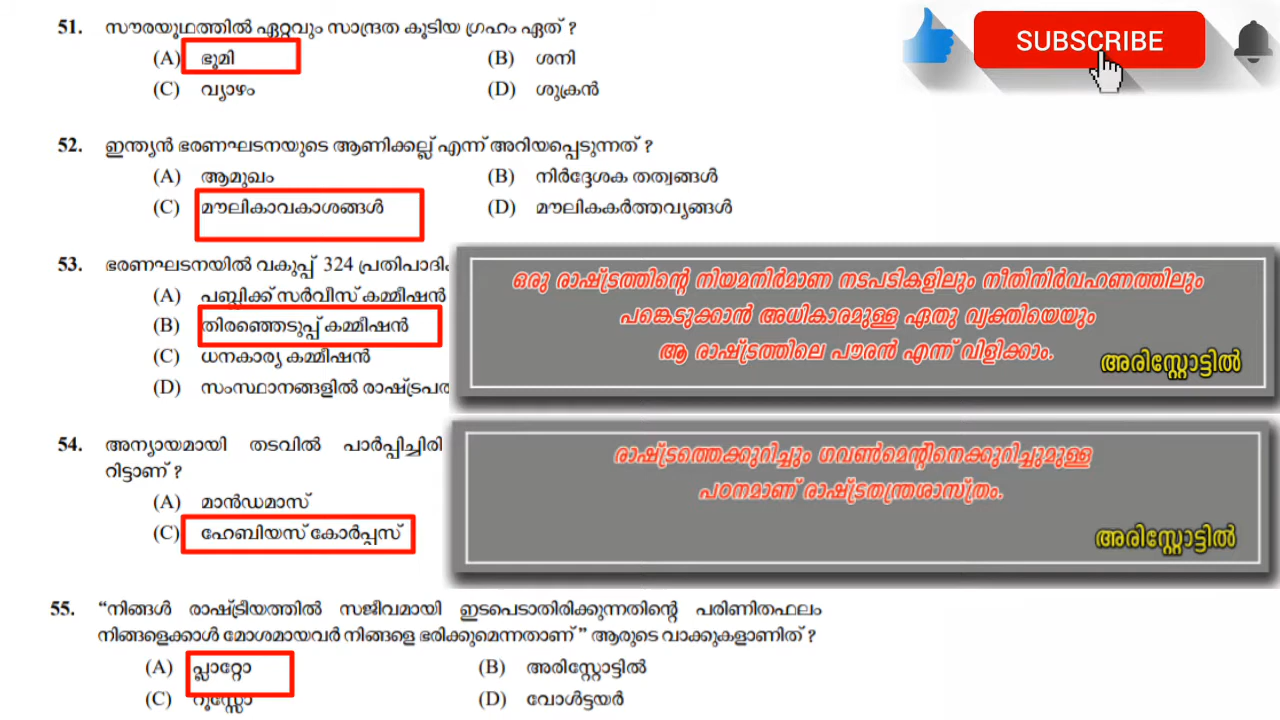 51. സൗരയൂഥത്തിൽ ഏറ്റവും സാന്ദ്രത കൂടിയ ഗ്രഹം ഏത് ?
(A) ഭൂമി (B) ശനി
(C) വ്യാഴം (D) ശുക്രൻ
SUBSCRIBE
52. ഇന്ത്യൻ ഭരണഘടനയുടെ ആണിക്കല്ല് എന്ന് അറിയപ്പെടുന്നത് ?
(A) ആമുഖം (B) നിർദ്ദേശക തത്വങ്ങൾ
(C) മൗലികാവകാശങ്ങൾ (D) മൗലികകർത്തവ്യങ്ങൾ
53. ഭരണഘടനയിൽ വകുപ്പ് 324
(A) പബ്ലിക്ക് സർവീസ് കമ്മീഷൻ
(B) തിരഞ്ഞെടുപ്പ് കമ്മീഷൻ
(C) ധനകാര്യ കമ്മീഷൻ
(D) സംസ്ഥാനങ്ങളിൽ
ഒരു രാഷ്ട്രത്തിന്റെ നിയമനിർമാണ നടപടികളിലും നീതിനിർവഹണത്തിലും
പങ്കെടുക്കാൻ അധികാരമുള്ള ഏതു വ്യക്തിയെയും
ആ രാഷ്ട്രത്തിലെ പൗരൻ എന്ന് വിളിക്കാം.
അരിസ്റ്റോട്ടിൽ
54. അന്യായമായി തടവിൽ
റിട്ടാണ് ?
(A) മാൻഡമാസ്
(C) ഹേബിയസ് കോർപ്പസ്
രാഷ്ട്രത്തെക്കുറിച്ചും ഗവൺമെന്റിനെക്കുറിച്ചുമുള്ള
പഠനമാണ് രാഷ്ട്രതന്ത്രശാസ്ത്രം.
അരിസ്റ്റോട്ടിൽ
55. “നിങ്ങൾ രാഷ്ട്രീയത്തിൽ സജീവമായി ഇടപെടാതിരിക്കുന്നതിന്റെ പരിണിതഫലം
നിങ്ങളെക്കാൾ മോശമായവർ നിങ്ങളെ ഭരിക്കുമെന്നതാണ് ” ആരുടെ വാക്കുകളാണിത് ?
(A) പ്ലാറ്റോ (B) അരിസ്റ്റോട്ടിൽ
(C) റൂസ്സോ (D) വോൾട്ടയർ